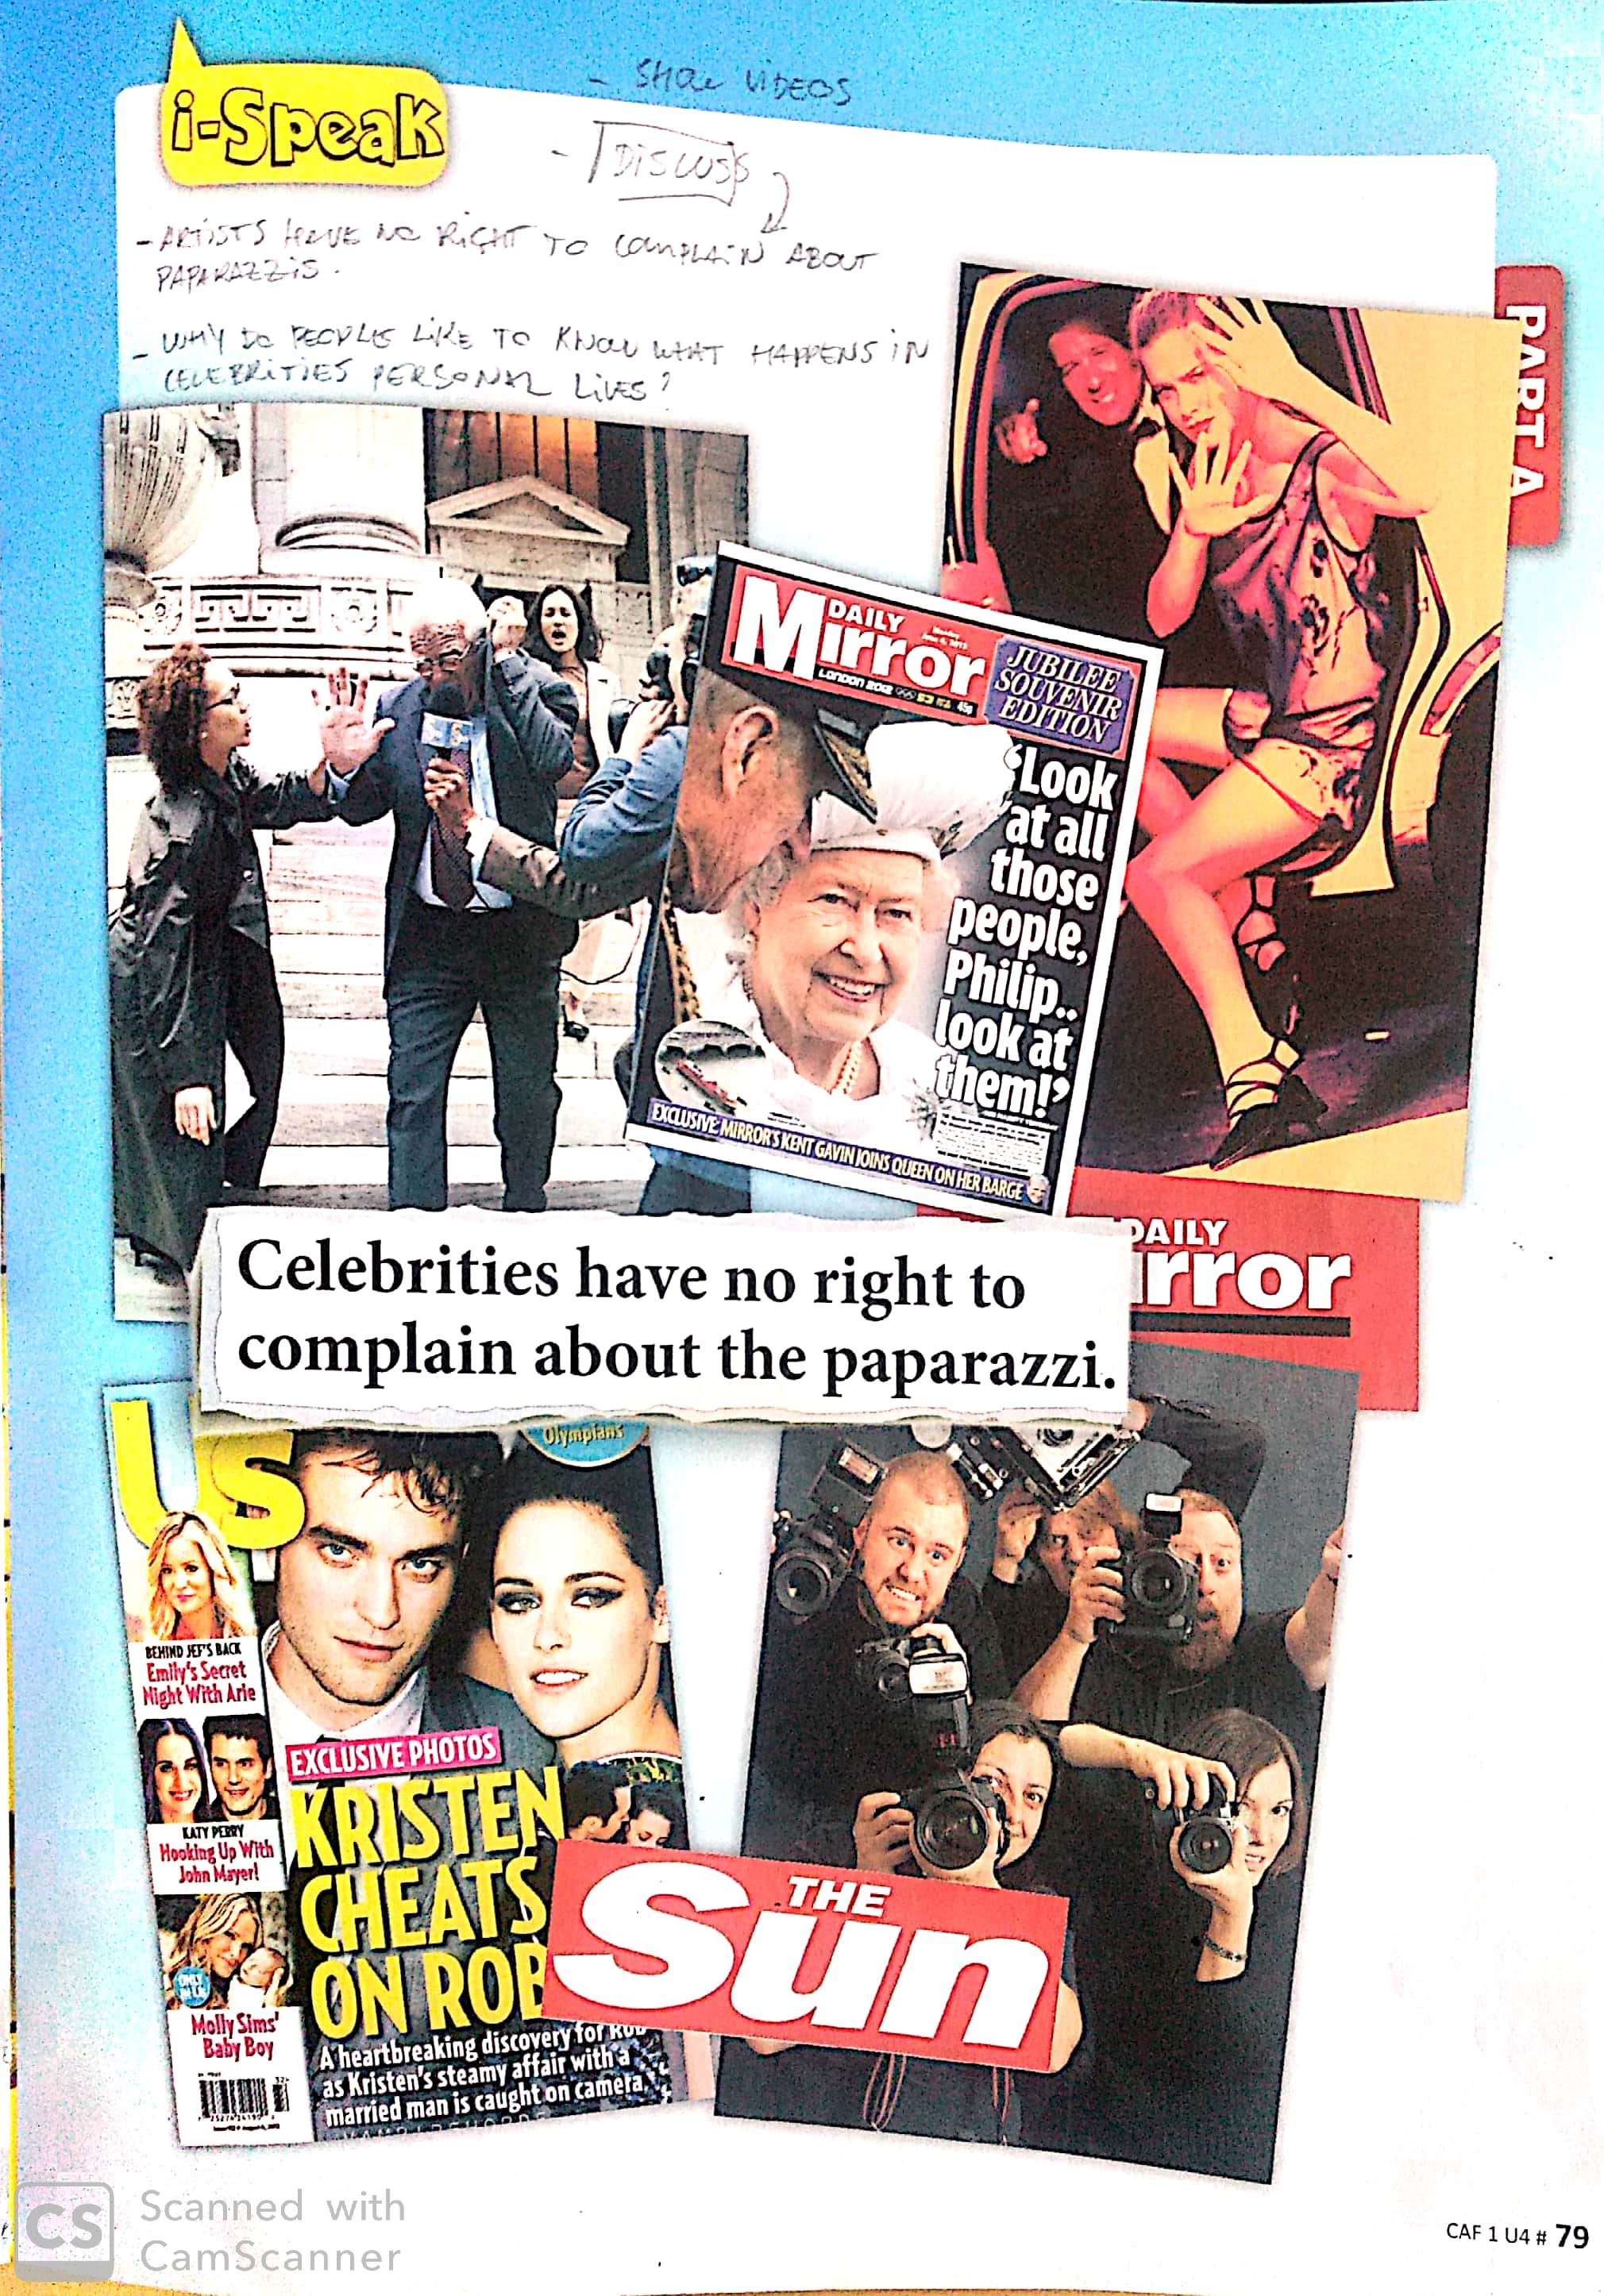 i-Speak
- SHOW VIDEOS
- DISCUSS
- ARTISTS HAVE NO RIGHT TO COMPLAIN ABOUT
PAPARAZZIS.
- WHY DO PEOPLE LIKE TO KNOW WHAT HAPPENS IN
CELEBRITIES PERSONAL LIVES?
PART A
DAILY
Mirror
LONDON 2012
45p
JUBILEE
SOUVENIR
EDITION
'Look
at all
those
people,
Philip..
look at
them!'
EXCLUSIVE MIRROR'S KENT GAVIN JOINS QUEEN ON HER BARGE
Celebrities have no right to
complain about the paparazzi.
DAILY
rror
Us
Olympians
BEHIND JEF'S BACK
Emily's Secret
Night With Arie
KATY PERRY
Hooking Up With
John Mayer!
Molly Sims'
Baby Boy
EXCLUSIVE PHOTOS
KRISTEN
CHEATS
ON ROB
A heartbreaking discovery for Rob
as Kristen's steamy affair with a
married man is caught on camera.
THE
Sun
CS
Scanned with
CamScanner
CAF 1 U4 # 79